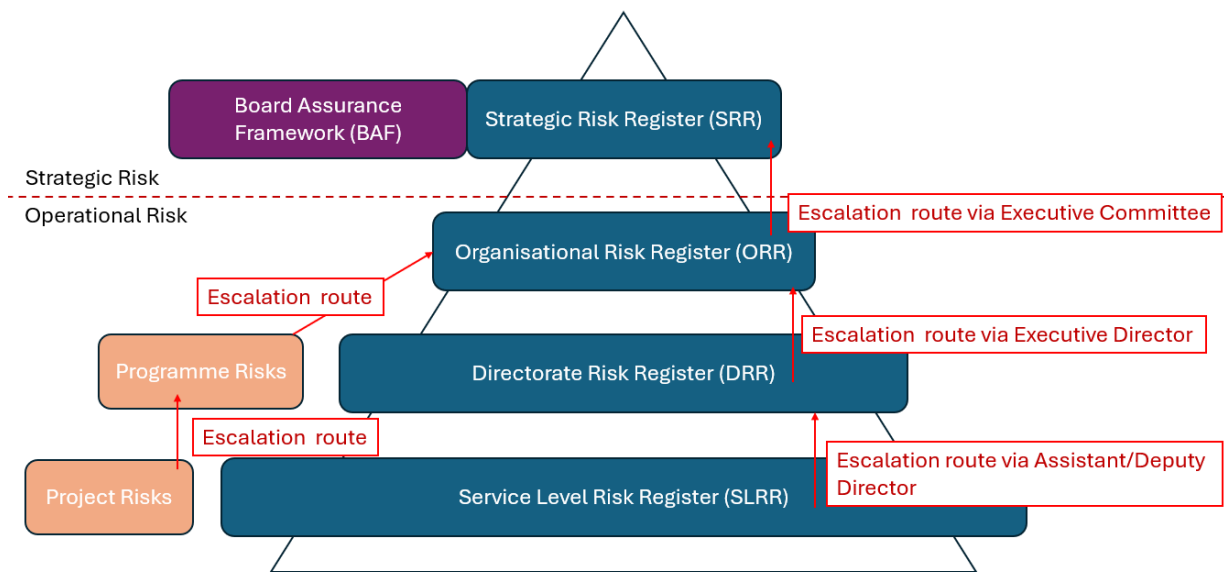 Board Assurance
Framework (BAF)
Strategic Risk Register (SRR)
Strategic Risk
Operational Risk
Escalation route via Executive Committee
Organisational Risk Register (ORR)
Escalation route
Escalation route via Executive Director
Programme Risks
Directorate Risk Register (DRR)
Escalation route
Escalation route via Assistant/Deputy
Director
Project Risks
Service Level Risk Register (SLRR)